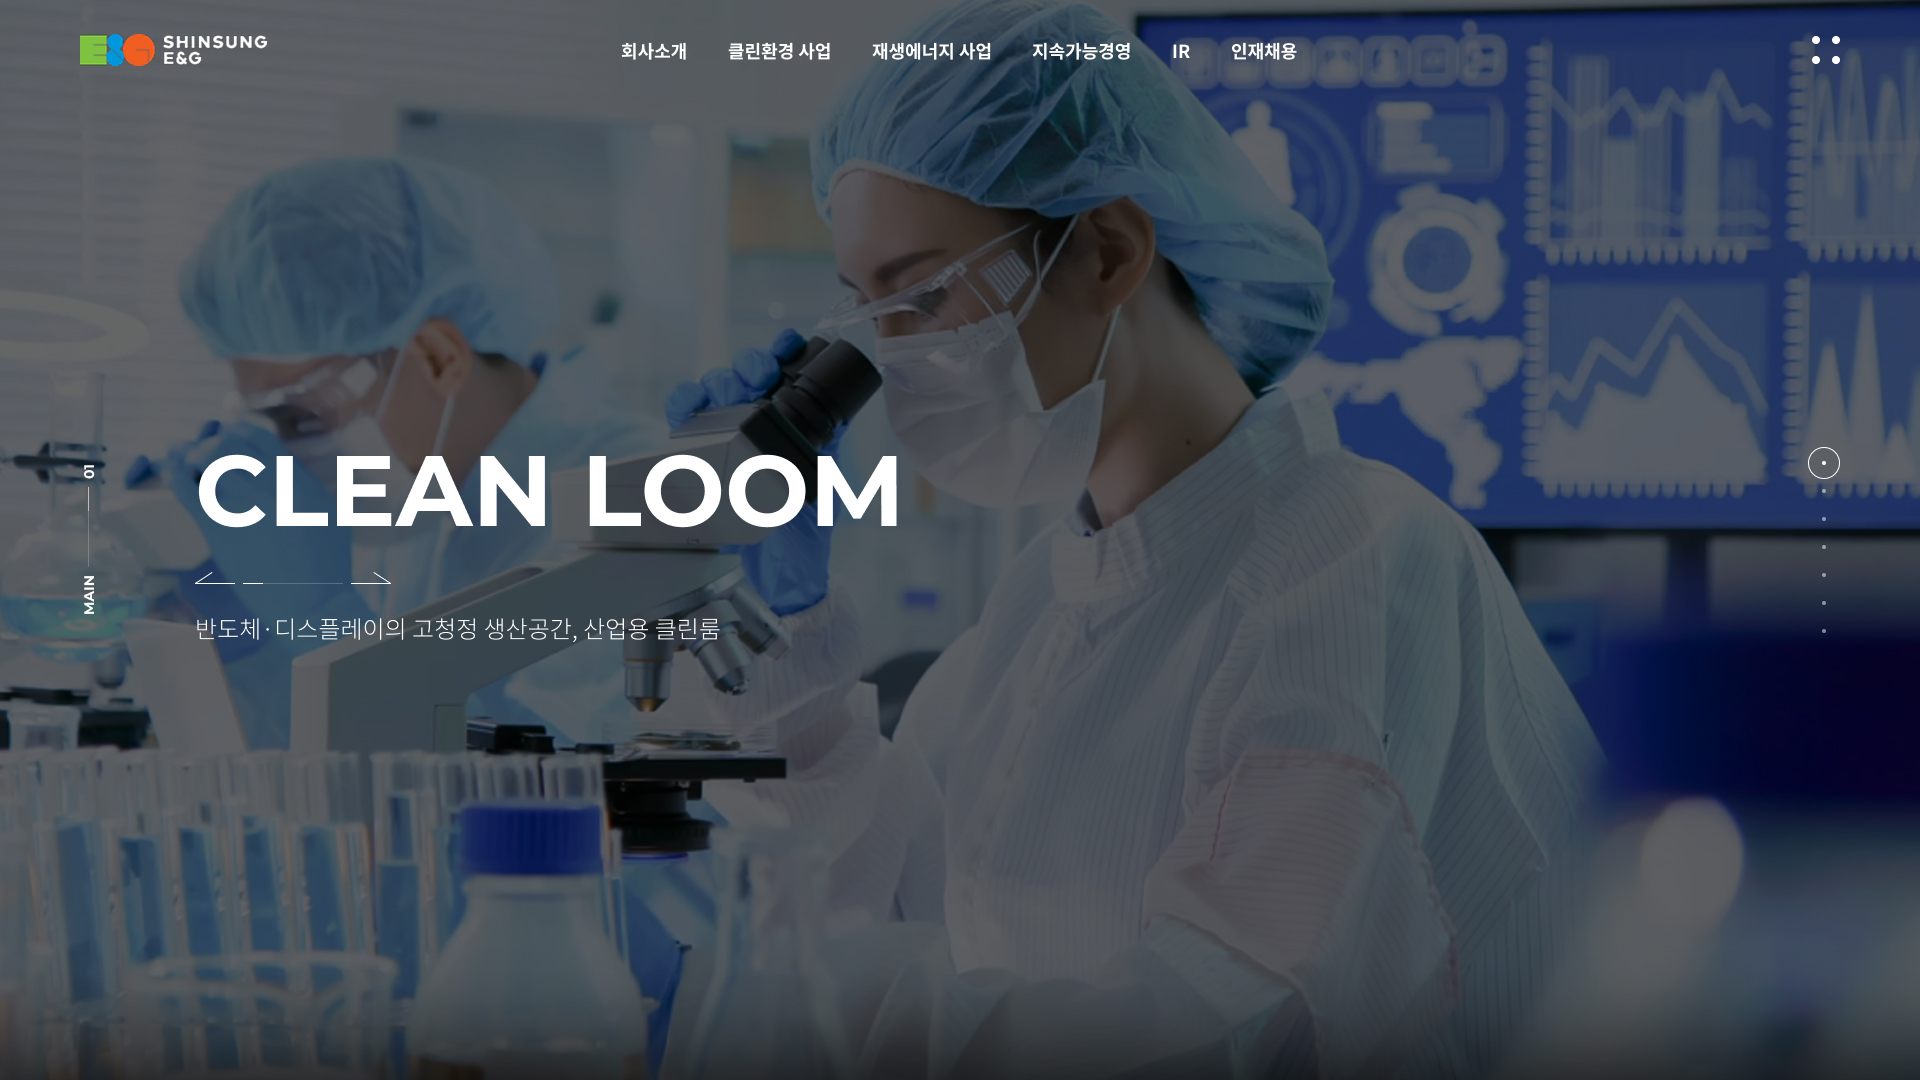 E&G
SHINSUNG
E&G
회사소개
클린환경 사업
재생에너지 사업
지속가능경영
IR
인재채용
CLEAN LOOM
반도체·디스플레이의 고청정 생산공간, 산업용 클린룸
01
MAIN